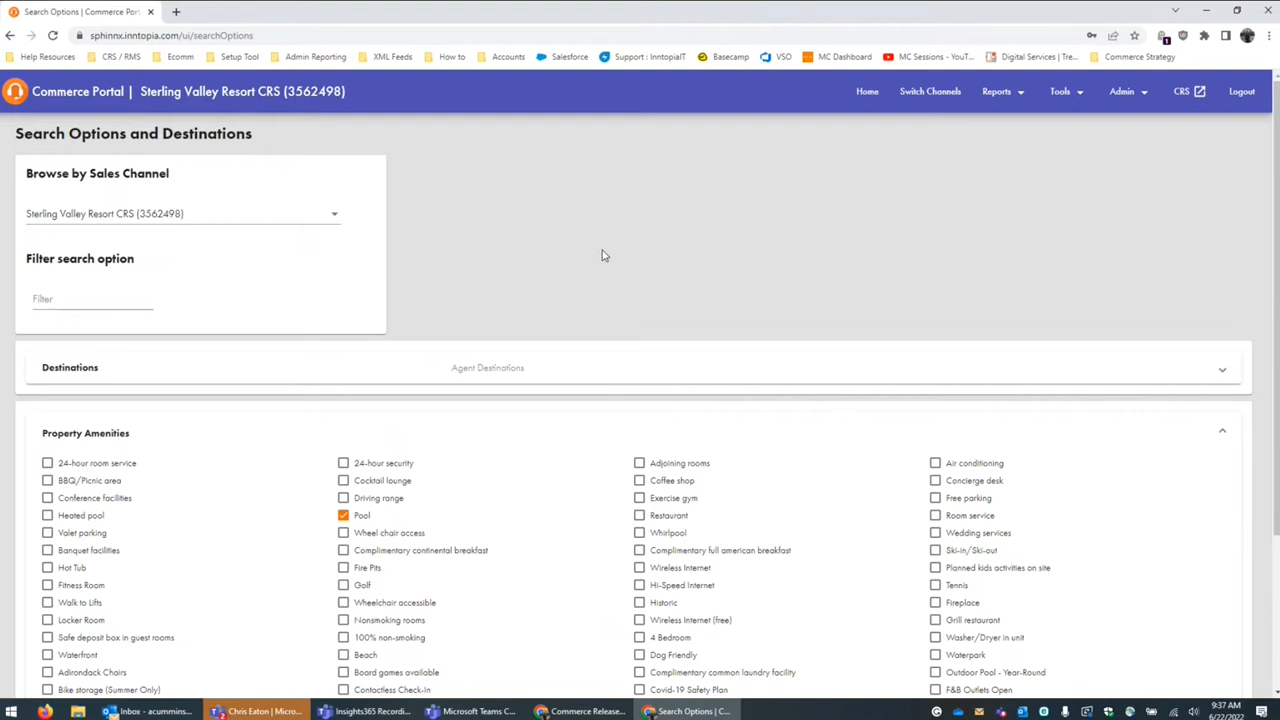 Search Options | Commerce Port
sphinnx.inntopia.com/ui/searchOptions
Help Resources CRS / RMS Ecomm Setup Tool Admin Reporting XML Feeds How to Accounts Salesforce Support : InntopiaIT Basecamp VSO MC Dashboard MC Sessions - YouT... Digital Services | Tre... Commerce Strategy
Commerce Portal | Sterling Valley Resort CRS (3562498) Home Switch Channels Reports Tools Admin CRS Logout
Search Options and Destinations
Browse by Sales Channel
Sterling Valley Resort CRS (3562498)
Filter search option
Filter
Destinations Agent Destinations
Property Amenities
24-hour room service 24-hour security Adjoining rooms Air conditioning
BBQ/Picnic area Cocktail lounge Coffee shop Concierge desk
Conference facilities Driving range Exercise gym Free parking
Heated pool Pool Restaurant Room service
Valet parking Wheel chair access Whirlpool Wedding services
Banquet facilities Complimentary continental breakfast Complimentary full american breakfast Ski-in/Ski-out
Hot Tub Fire Pits Wireless Internet Planned kids activities on site
Fitness Room Golf Hi-Speed Internet Tennis
Walk to Lifts Wheelchair accessible Historic Fireplace
Locker Room Nonsmoking rooms Wireless Internet (free) Grill restaurant
Safe deposit box in guest rooms 100% non-smoking 4 Bedroom Washer/Dryer in unit
Waterfront Beach Dog Friendly Waterpark
Adirondack Chairs Board games available Complimentary common laundry facility Outdoor Pool - Year-Round
Bike storage (Summer Only) Contactless Check-In Covid-19 Safety Plan F&B Outlets Open
Inbox - acummins... Chris Eaton | Micro... Insights365 Recordi... Microsoft Teams C... Commerce Release... Search Options | C... 9:37 AM
6/22/2022